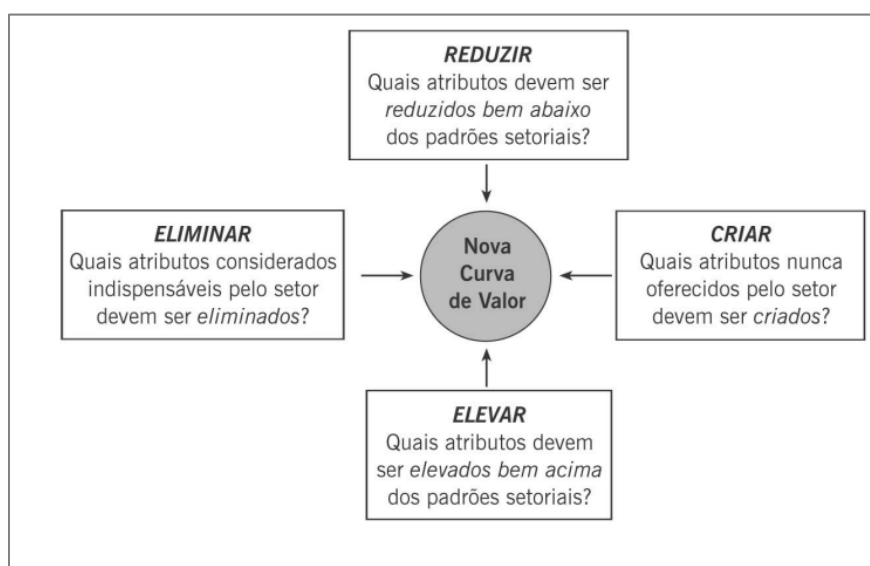 REDUZIR
Quais atributos devem ser
reduzidos bem abaixo
dos padrões setoriais?
ELIMINAR
Quais atributos considerados
indispensáveis pelo setor
devem ser eliminados?
Nova
Curva
de Valor
CRIAR
Quais atributos nunca
oferecidos pelo setor
devem ser criados?
ELEVAR
Quais atributos devem
ser elevados bem acima
dos padrões setoriais?